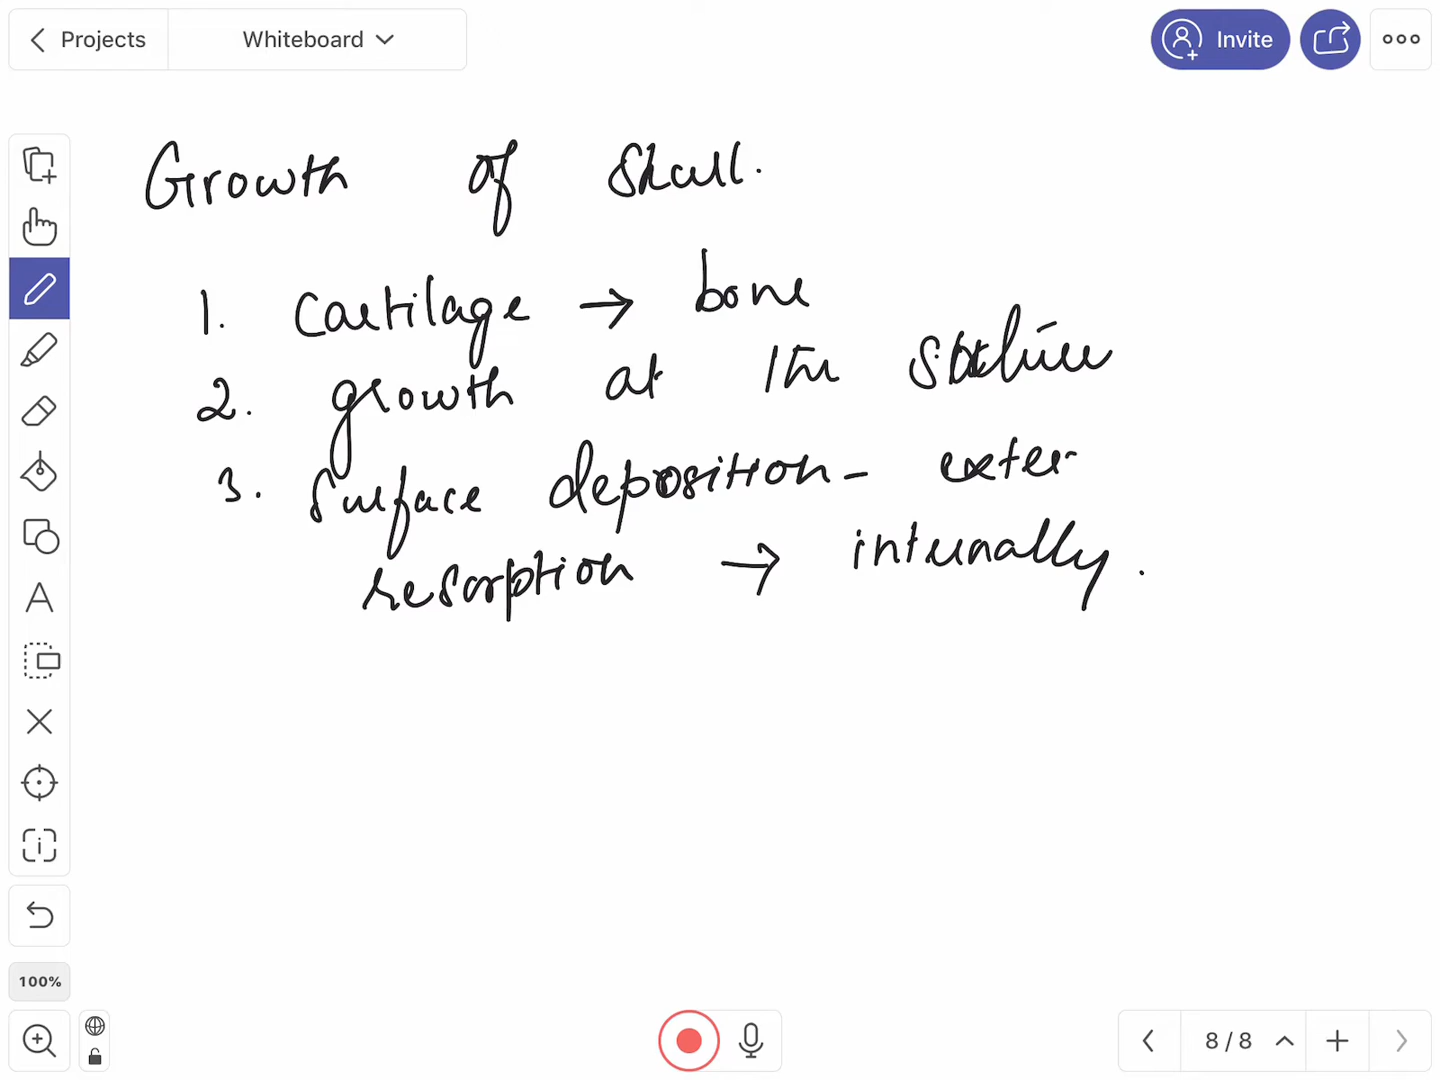 Projects
Whiteboard
Invite
Growth of Skull.
1. Cartilage → bone
2. growth at the suture
3. Surface deposition - exter
resorption → internally.
100%
8 / 8